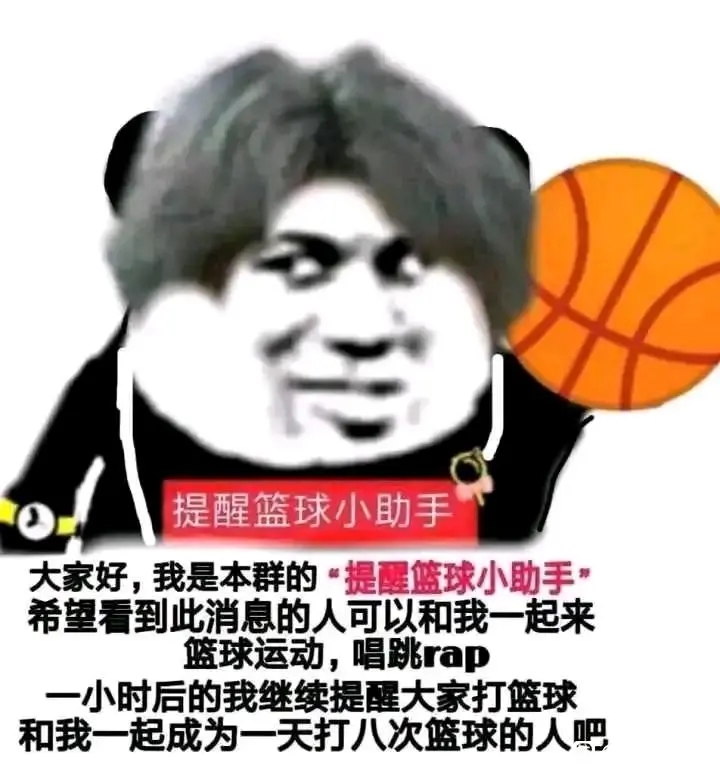 提醒篮球小助手
大家好，我是本群的“提醒篮球小助手”
希望看到此消息的人可以和我一起来
篮球运动，唱跳rap
一小时后的我继续提醒大家打篮球
和我一起成为一天打八次篮球的人吧